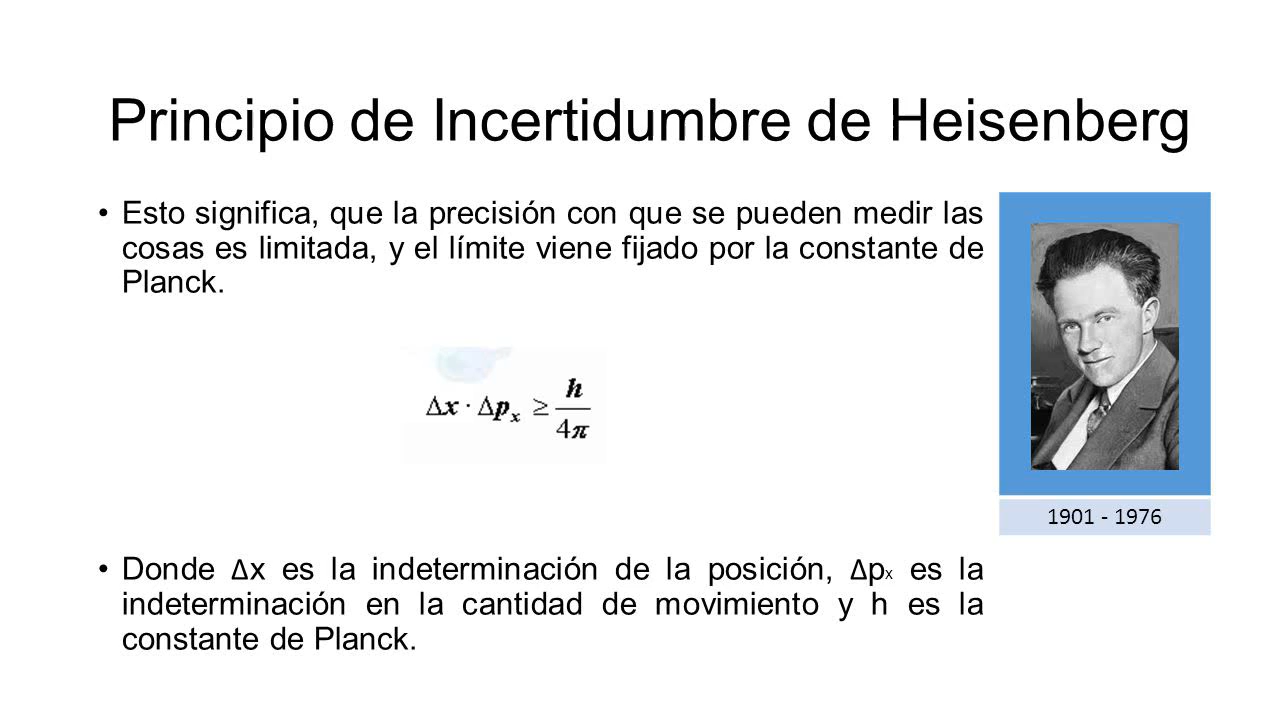 Principio de Incertidumbre de Heisenberg
• Esto significa, que la precisión con que se pueden medir las
cosas es limitada, y el límite viene fijado por la constante de
Planck.
Δx · Δpₓ ≥ h/4π
1901 - 1976
• Donde Δx es la indeterminación de la posición, Δpₓ es la
indeterminación en la cantidad de movimiento y h es la
constante de Planck.